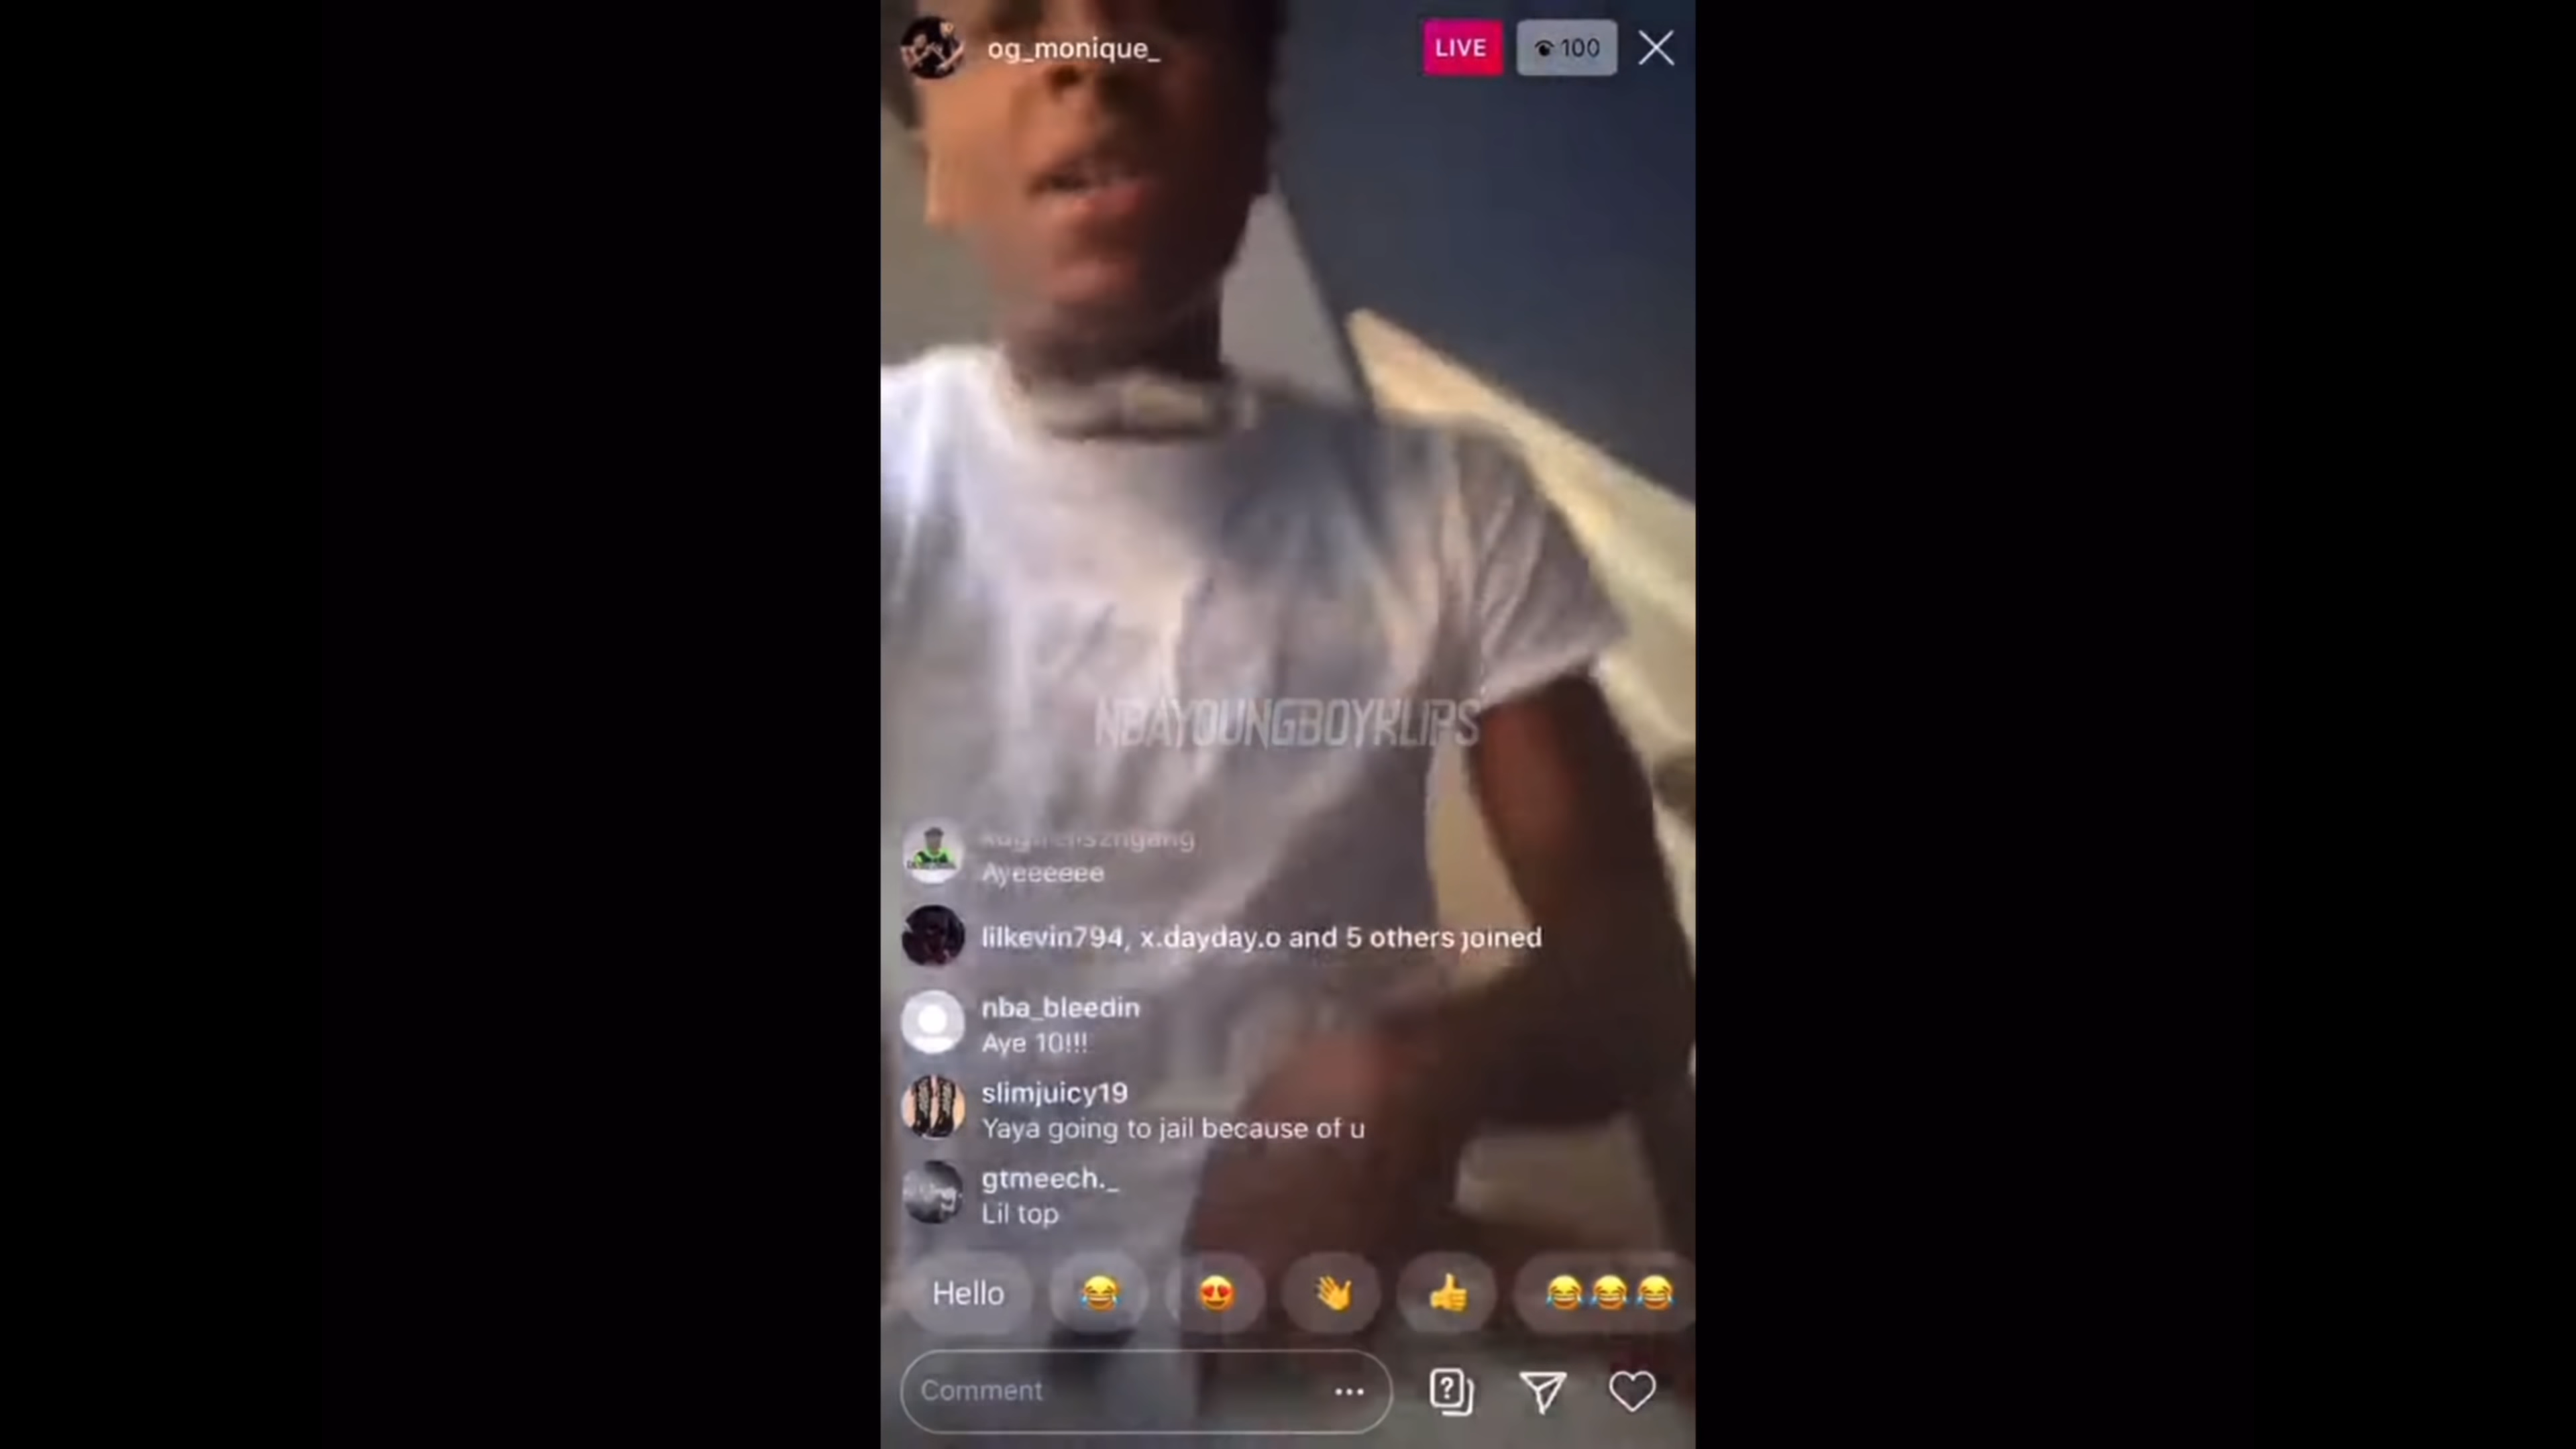 og_monique_
LIVE
100
NBAYOUNGBOYKLIPS
Ayeeeeee
lilkevin794, x.dayday.o and 5 others joined
nba_bleedin
Aye 10!!!
slimjuicy19
Yaya going to jail because of u
gtmeech._
Lil top
Hello
Comment